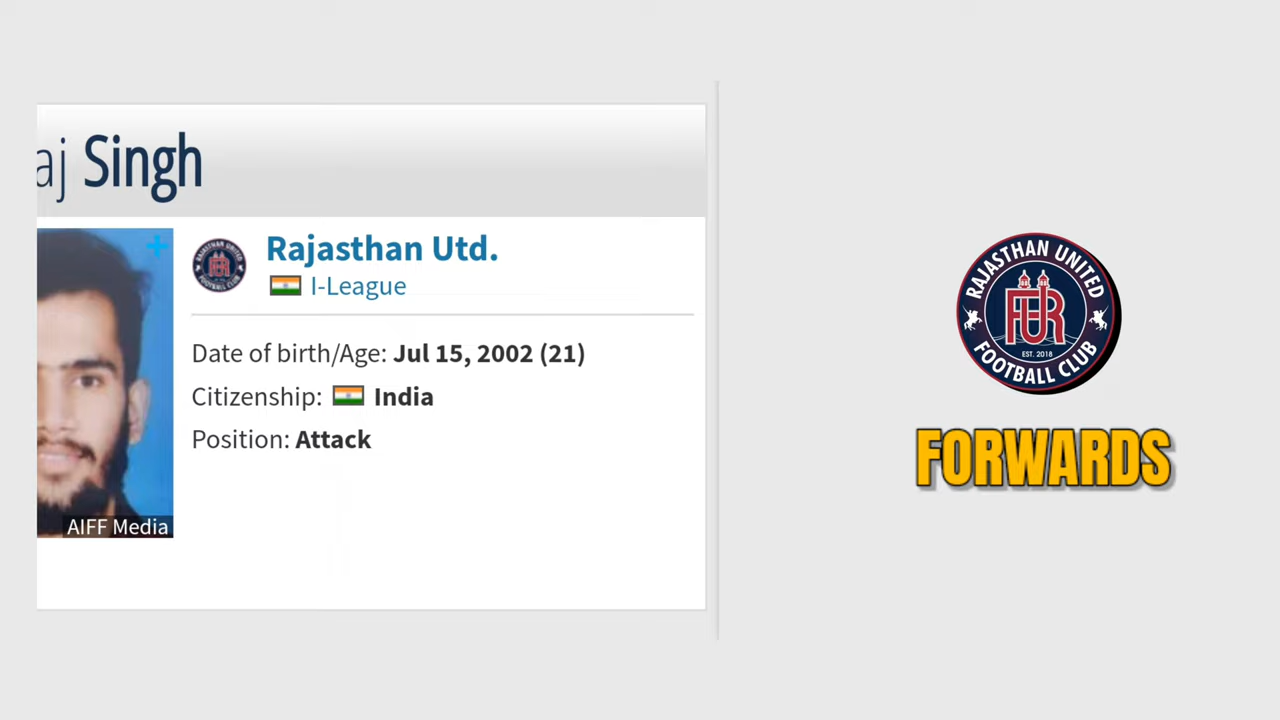 aj Singh
Rajasthan Utd.
I-League
Date of birth/Age: Jul 15, 2002 (21)
Citizenship: India
Position: Attack
AIFF Media
RAJASTHAN UNITED
FUR
EST. 2018
FOOTBALL CLUB
FORWARDS